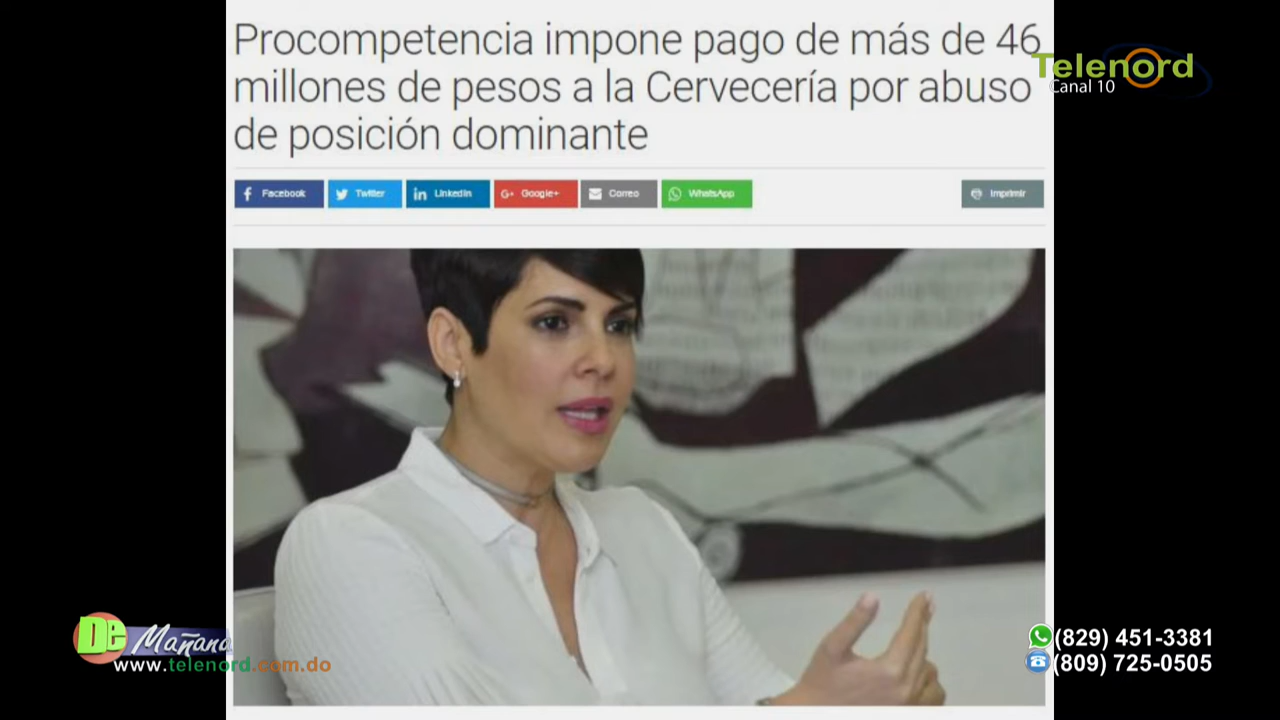 Procompetencia impone pago de más de 46
millones de pesos a la Cervecería por abuso
de posición dominante
Telenord
Canal 10
Facebook
Twitter
LinkedIn
Google+
Correo
WhatsApp
Imprimir
De Mañana
www.telenord.com.do
(829) 451-3381
(809) 725-0505